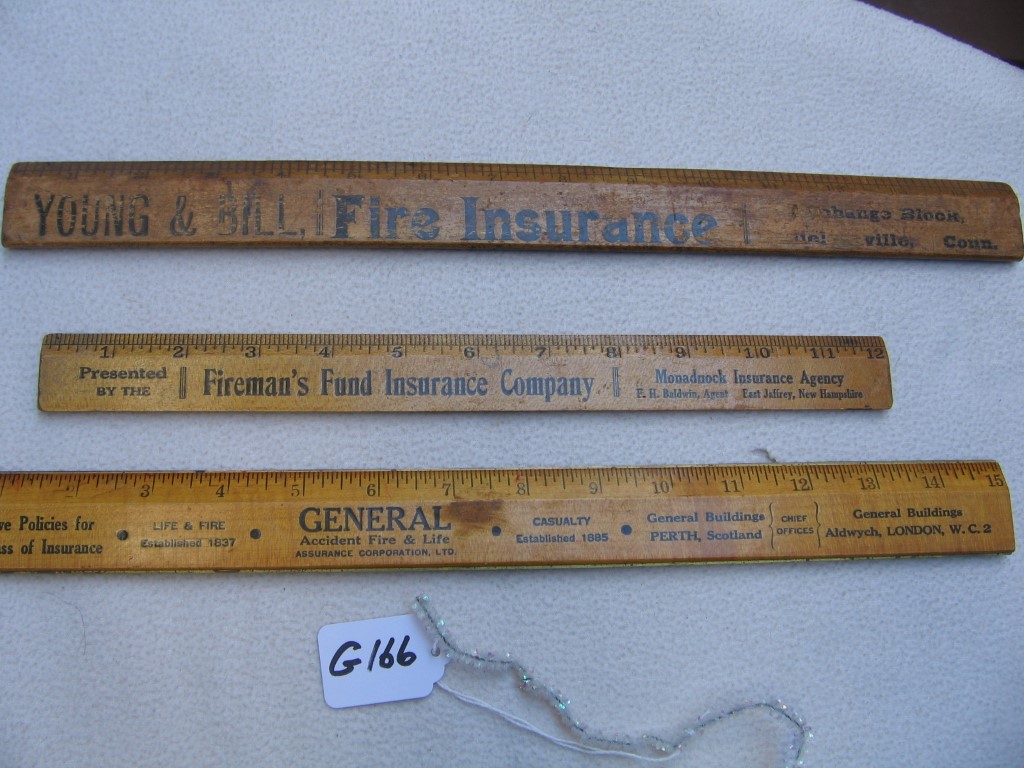 YOUNG & BILL, Fire Insurance Block,
Conn.
1 2 3 4 5 6 7 8 9 10 11 12
Presented
BY THE
Fireman's Fund Insurance Company
Monadnock Insurance Agency
F. H. Baldwin, Agent East Jaffrey, New Hampshire
2 3 4 5 6 7 8 9 10 11 12 13 14 15
Policies for
of Insurance
LIFE & FIRE
Established 1837
GENERAL
Accident Fire & Life
ASSURANCE CORPORATION, LTD.
CASUALTY
Established 1885
General Buildings
PERTH, Scotland
CHIEF
OFFICES
General Buildings
Aldwych, LONDON, W. C. 2
G166